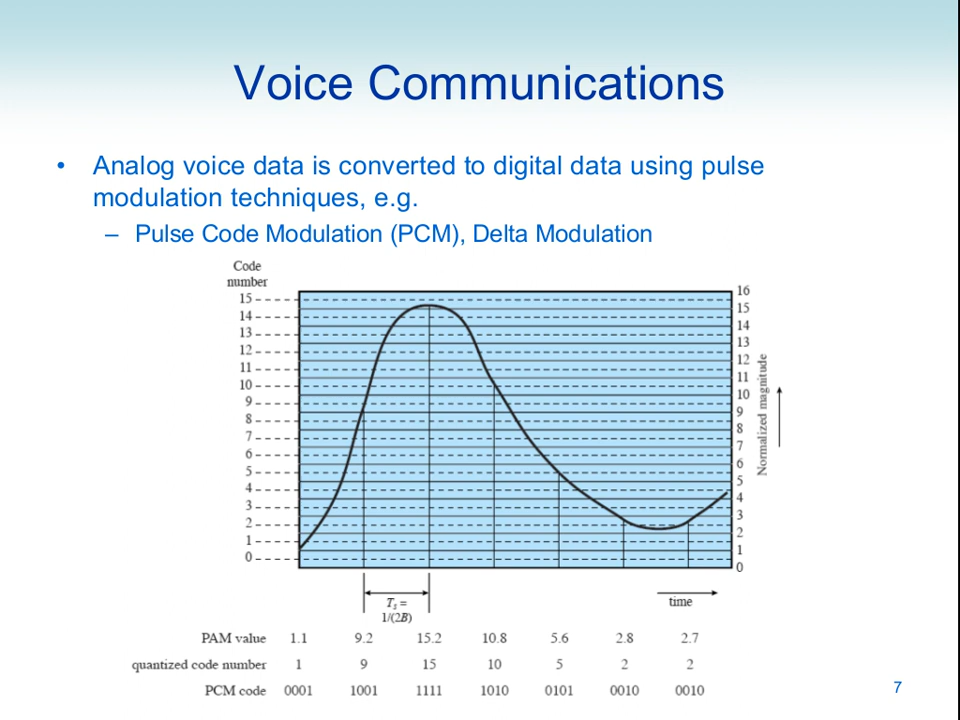 Voice Communications
• Analog voice data is converted to digital data using pulse
modulation techniques, e.g.
– Pulse Code Modulation (PCM), Delta Modulation
Code
number
15
14
13
12
11
10
9
8
7
6
5
4
3
2
1
0
16
15
14
13
12
11
10
9
8
7
6
5
4
3
2
1
0
Normalized magnitude
Ts =
1/(2B)
time
PAM value 1.1 9.2 15.2 10.8 5.6 2.8 2.7
quantized code number 1 9 15 10 5 2 2
PCM code 0001 1001 1111 1010 0101 0010 0010
7